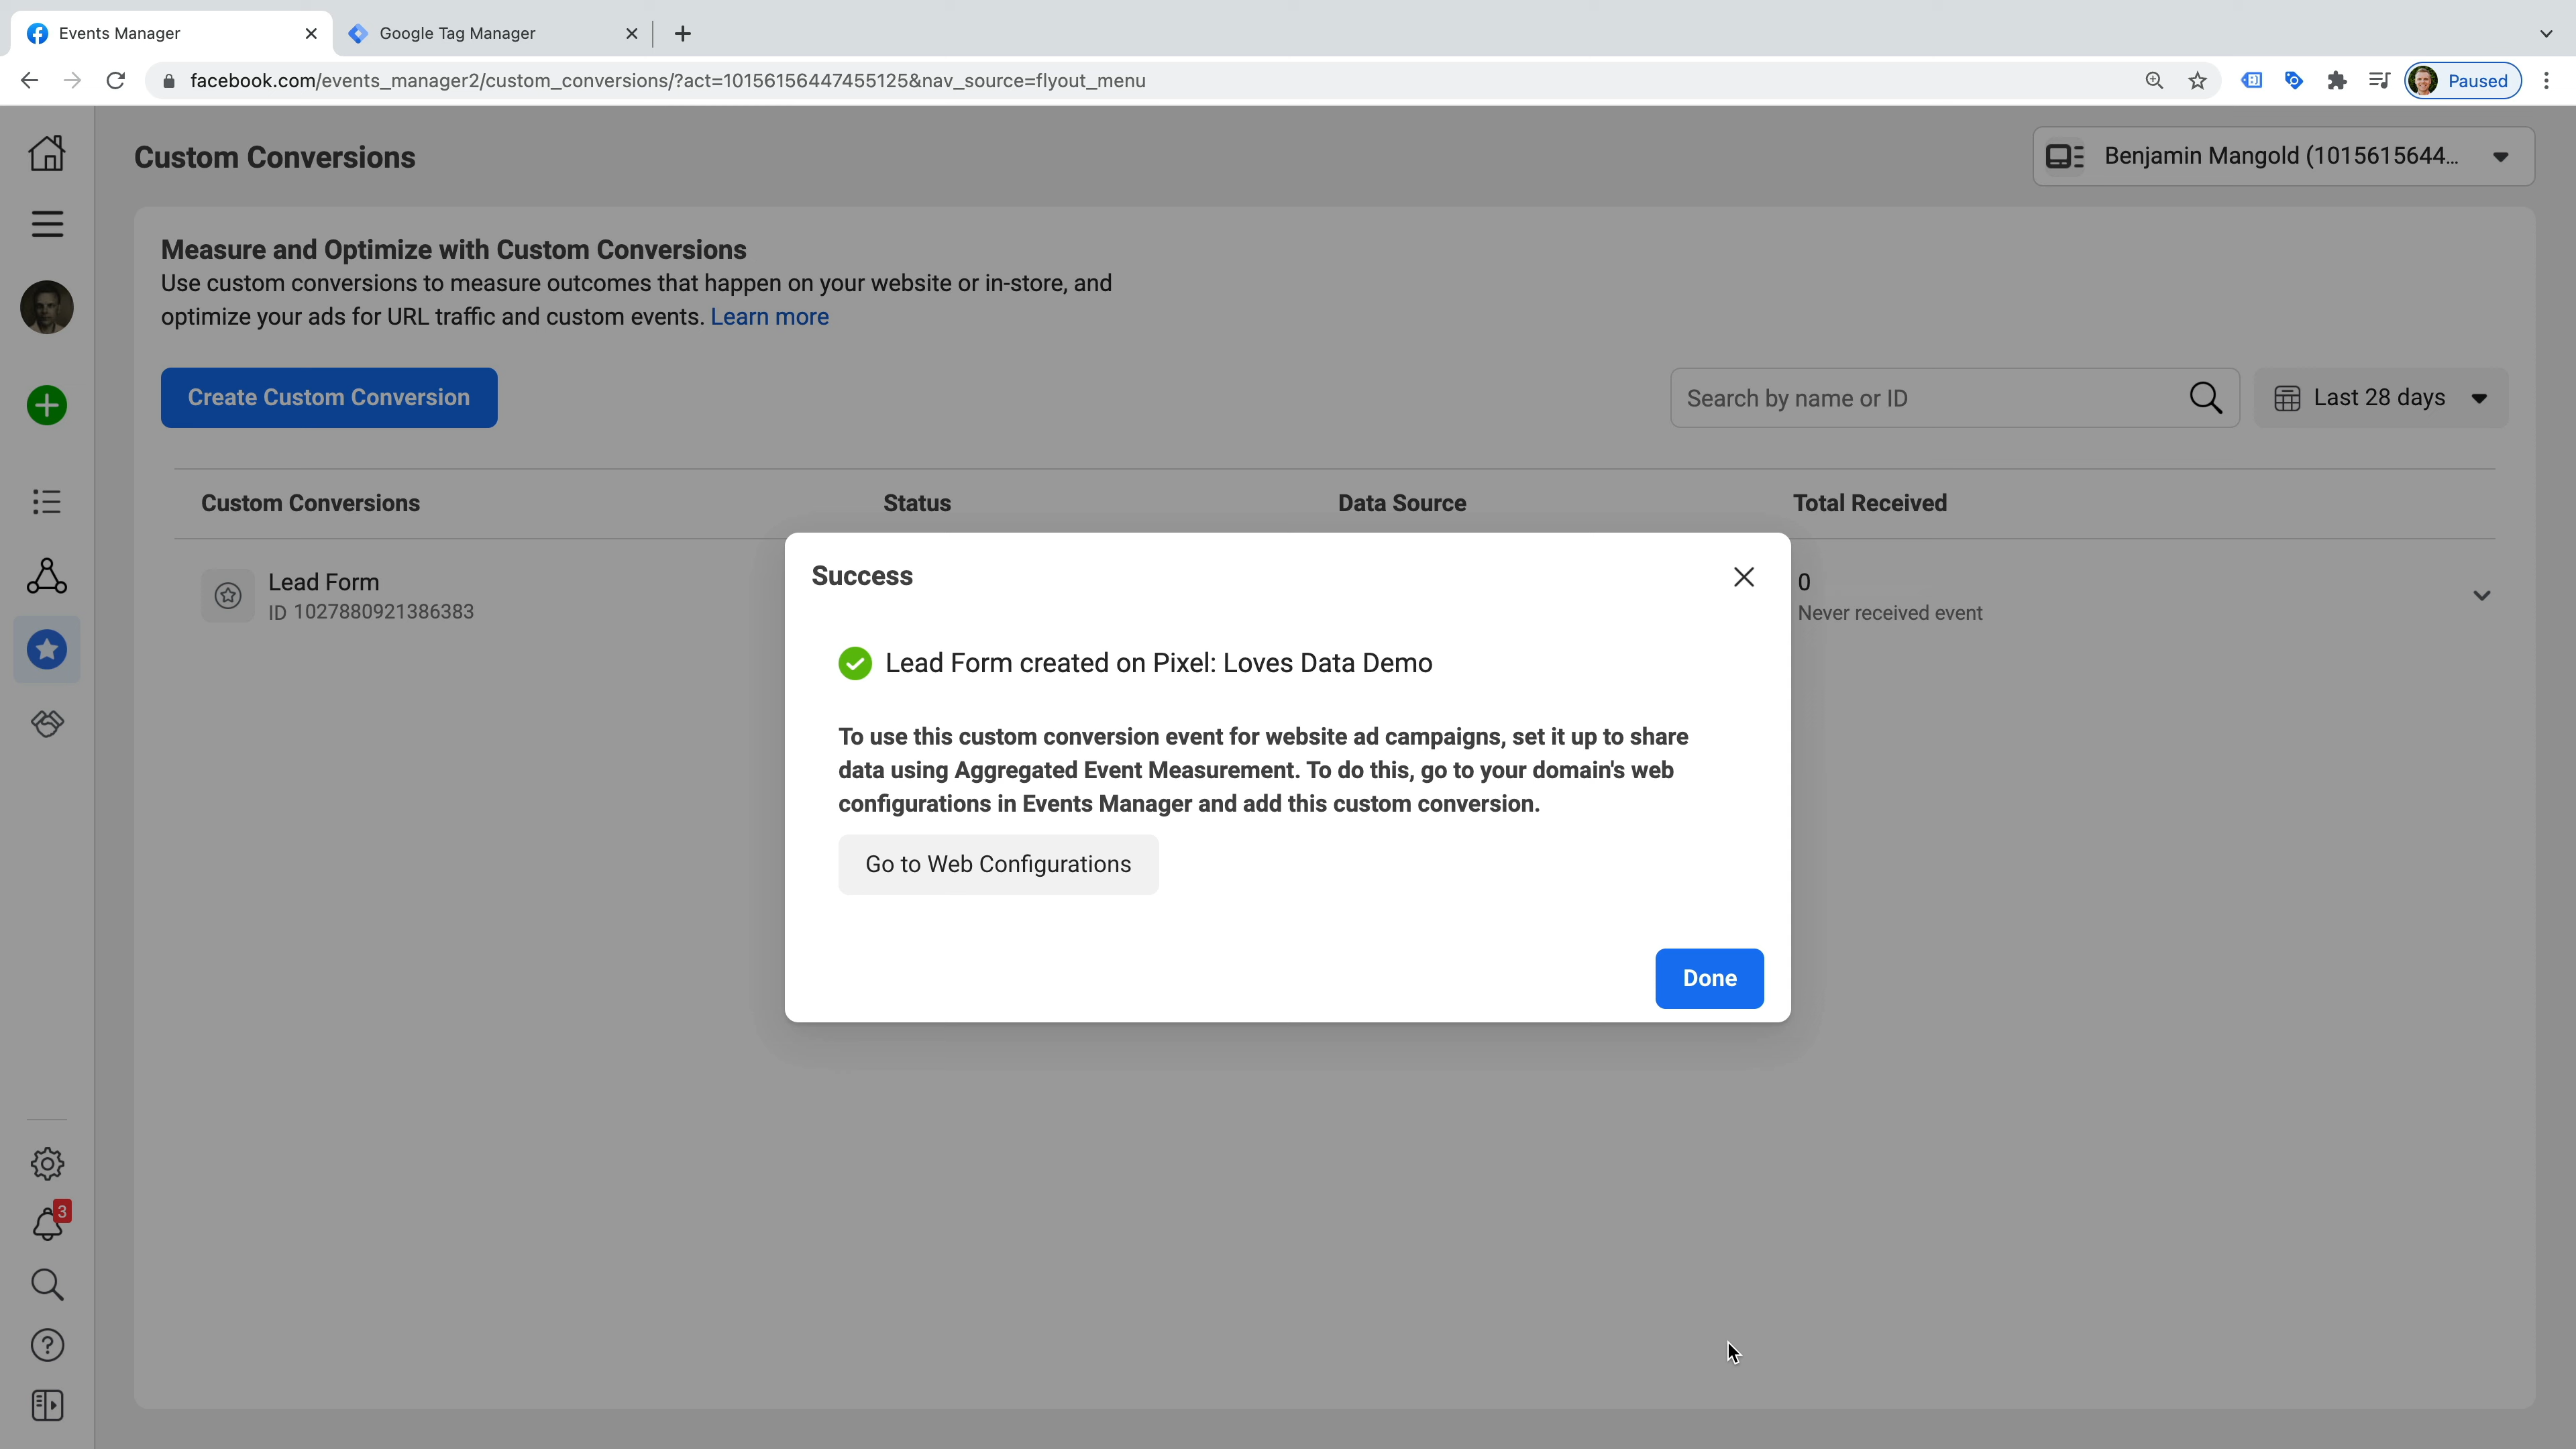 Events Manager
Google Tag Manager
facebook.com/events_manager2/custom_conversions/?act=10156156447455125&nav_source=flyout_menu
Paused
Custom Conversions
Benjamin Mangold (1015615644...
Measure and Optimize with Custom Conversions
Use custom conversions to measure outcomes that happen on your website or in-store, and
optimize your ads for URL traffic and custom events. Learn more
Create Custom Conversion
Search by name or ID
Last 28 days
Custom Conversions
Status
Data Source
Total Received
Lead Form
ID 1027880921386383
0
Never received event
Success
Lead Form created on Pixel: Loves Data Demo
To use this custom conversion event for website ad campaigns, set it up to share
data using Aggregated Event Measurement. To do this, go to your domain's web
configurations in Events Manager and add this custom conversion.
Go to Web Configurations
Done
3